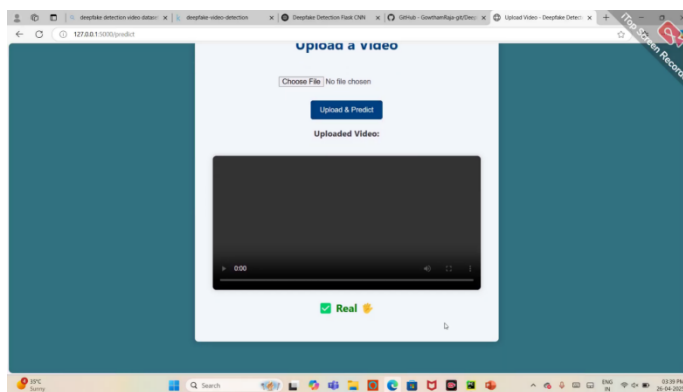 deepfake detection video datase
deepfake-video-detection
Deepfake Detection Flask CNN
GitHub - GowthamRaja-git/Deep
Upload Video - Deepfake Detect
iTop Screen Recorder
127.0.0.1:5000/predict
Upload a Video
Choose File No file chosen
Upload & Predict
Uploaded Video:
0:00
Real
35°C
Sunny
Search
ENG
IN
03:39 PM
26-04-2025